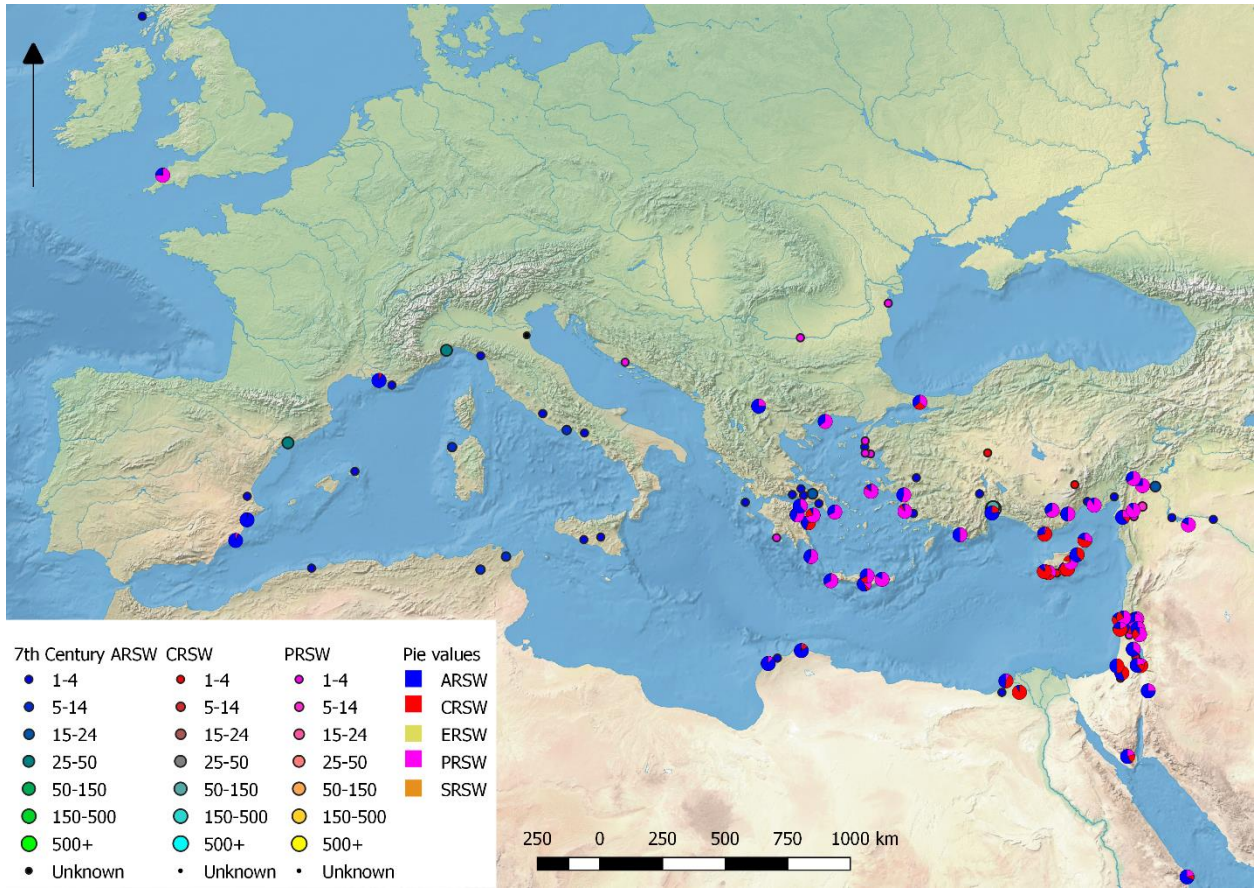 7th Century ARSW CRSW PRSW Pie values
1-4 1-4 1-4 ARSW
5-14 5-14 5-14 CRSW
15-24 15-24 15-24 ERSW
25-50 25-50 25-50 PRSW
50-150 50-150 50-150 SRSW
150-500 150-500 150-500
500+ 500+ 500+
Unknown Unknown Unknown
250 0 250 500 750 1000 km